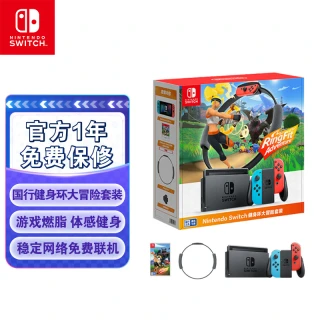 NINTENDO
SWITCH.
官方1年
免费保修
国行健身环大冒险套装
游戏燃脂 体感健身
稳定网络免费联机
RingFit
Adventure
Nintendo Switch 健身环大冒险套装